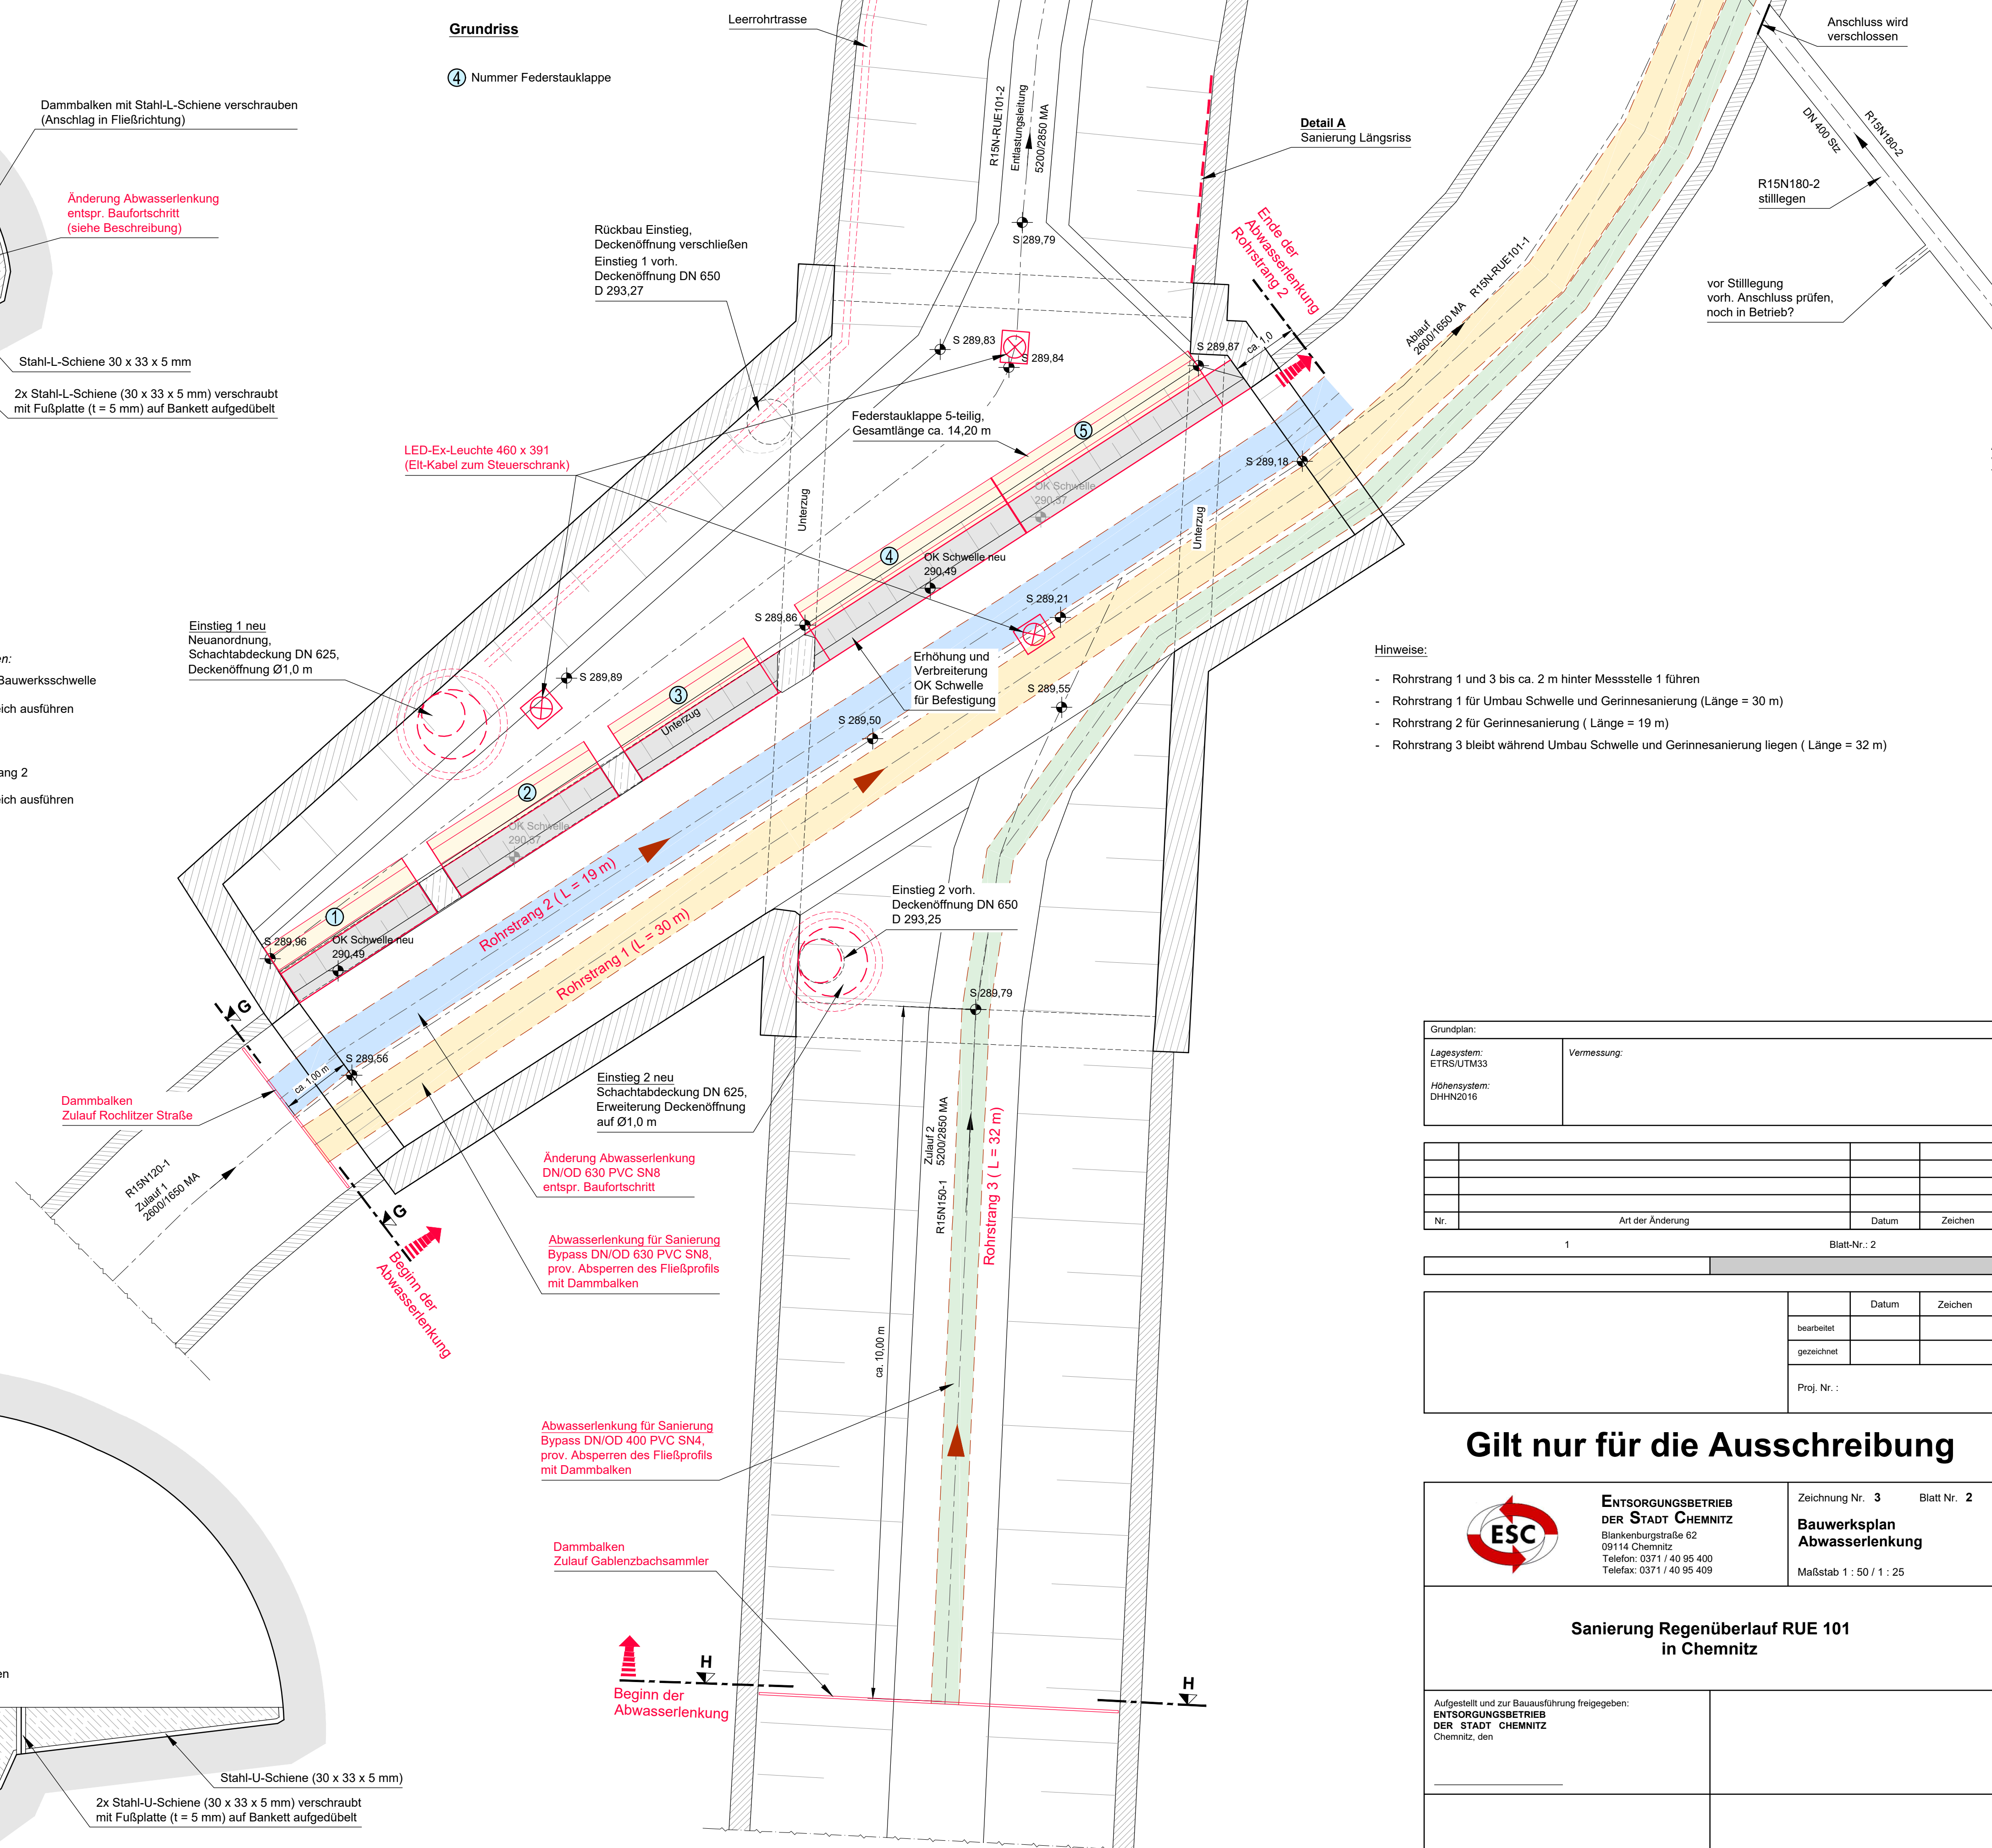 Grundriss
4 Nummer Federstauklappe
Leerrohrtrasse
Anschluss wird
verschlossen
Dammbalken mit Stahl-L-Schiene verschrauben
(Anschlag in Fließrichtung)
Änderung Abwasserlenkung
entspr. Baufortschritt
(siehe Beschreibung)
Stahl-L-Schiene 30 x 33 x 5 mm
2x Stahl-L-Schiene (30 x 33 x 5 mm) verschraubt
mit Fußplatte (t = 5 mm) auf Bankett aufgedübelt
R15N-RUE101-2
Entlastungsleitung
5200/2850 MA
Detail A
Sanierung Längsriss
DN 400 Stz
R15N180-2
R15N180-2
stilllegen
vor Stilllegung
vorh. Anschluss prüfen,
noch in Betrieb?
Rückbau Einstieg,
Deckenöffnung verschließen
Einstieg 1 vorh.
Deckenöffnung DN 650
D 293,27
S 289,79
S 289,83
S 289,84
S 289,87
ca. 1,0
Ende der
Abwasserlenkung
Rohrstrang 2
Ablauf
2600/1650 MA
R15N-RUE101-1
Federstauklappe 5-teilig,
Gesamtlänge ca. 14,20 m
LED-Ex-Leuchte 460 x 391
(Elt-Kabel zum Steuerschrank)
5
OK Schwelle
290,37
S 289,18
Unterzug
Unterzug
4
OK Schwelle neu
290,49
S 289,86
S 289,21
Einstieg 1 neu
Neuanordnung,
Schachtabdeckung DN 625,
Deckenöffnung Ø1,0 m
S 289,89
3
Unterzug
Erhöhung und
Verbreiterung
OK Schwelle
für Befestigung
S 289,55
S 289,50
en:
Bauwerksschwelle
eich ausführen
ang 2
eich ausführen
Hinweise:
- Rohrstrang 1 und 3 bis ca. 2 m hinter Messstelle 1 führen
- Rohrstrang 1 für Umbau Schwelle und Gerinnesanierung (Länge = 30 m)
- Rohrstrang 2 für Gerinnesanierung ( Länge = 19 m)
- Rohrstrang 3 bleibt während Umbau Schwelle und Gerinnesanierung liegen ( Länge = 32 m)
2
OK Schwelle
290,37
1
S 289,96
OK Schwelle neu
290,49
Rohrstrang 2 ( L = 19 m)
Rohrstrang 1 (L = 30 m)
Einstieg 2 vorh.
Deckenöffnung DN 650
D 293,25
S 289,79
G
S 289,56
ca. 1,00 m
Dammbalken
Zulauf Rochlitzer Straße
R15N120-1
Zulauf 1
2600/1650 MA
G
Beginn der
Abwasserlenkung
Einstieg 2 neu
Schachtabdeckung DN 625,
Erweiterung Deckenöffnung
auf Ø1,0 m
Änderung Abwasserlenkung
DN/OD 630 PVC SN8
entspr. Baufortschritt
Abwasserlenkung für Sanierung
Bypass DN/OD 630 PVC SN8,
prov. Absperren des Fließprofils
mit Dammbalken
Zulauf 2
R15N150-1 5200/2850 MA
Rohrstrang 3 ( L = 32 m)
ca. 10,00 m
Abwasserlenkung für Sanierung
Bypass DN/OD 400 PVC SN4,
prov. Absperren des Fließprofils
mit Dammbalken
Dammbalken
Zulauf Gablenzbachsammler
H
H
Beginn der
Abwasserlenkung
en
Stahl-U-Schiene (30 x 33 x 5 mm)
2x Stahl-U-Schiene (30 x 33 x 5 mm) verschraubt
mit Fußplatte (t = 5 mm) auf Bankett aufgedübelt
Grundplan:
Lagesystem:
ETRS/UTM33
Höhensystem:
DHHN2016
Vermessung:
Nr. Art der Änderung Datum Zeichen
1 Blatt-Nr.: 2
Datum Zeichen
bearbeitet
gezeichnet
Proj. Nr. :
Gilt nur für die Ausschreibung
ESC
ENTSORGUNGSBETRIEB
DER STADT CHEMNITZ
Blankenburgstraße 62
09114 Chemnitz
Telefon: 0371 / 40 95 400
Telefax: 0371 / 40 95 409
Zeichnung Nr. 3 Blatt Nr. 2
Bauwerksplan
Abwasserlenkung
Maßstab 1 : 50 / 1 : 25
Sanierung Regenüberlauf RUE 101
in Chemnitz
Aufgestellt und zur Bauausführung freigegeben:
ENTSORGUNGSBETRIEB
DER STADT CHEMNITZ
Chemnitz, den